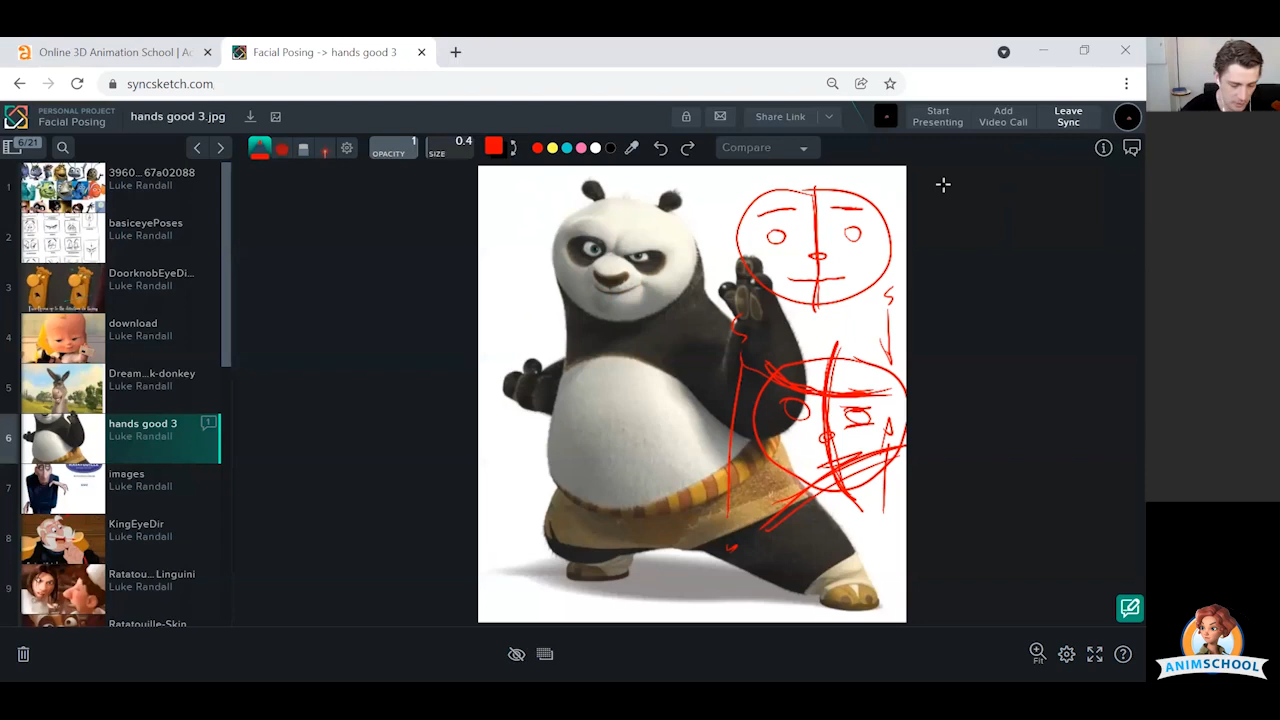 Online 3D Animation School | Ac
Facial Posing -> hands good 3
syncsketch.com
PERSONAL PROJECT
Facial Posing
hands good 3.jpg
Share Link
Start
Presenting
Add
Video Call
Leave
Sync
6/21
OPACITY
1
SIZE
0.4
Compare
1
3960... 67a02088
Luke Randall
2
basiceyePoses
Luke Randall
3
DoorknobEyeDi...
Luke Randall
4
download
Luke Randall
5
Dream...k-donkey
Luke Randall
6
hands good 3
Luke Randall
1
7
images
Luke Randall
8
KingEyeDir
Luke Randall
9
Ratatou... Linguini
Luke Randall
Ratatouille-Skin
Fit
ANIMSCHOOL